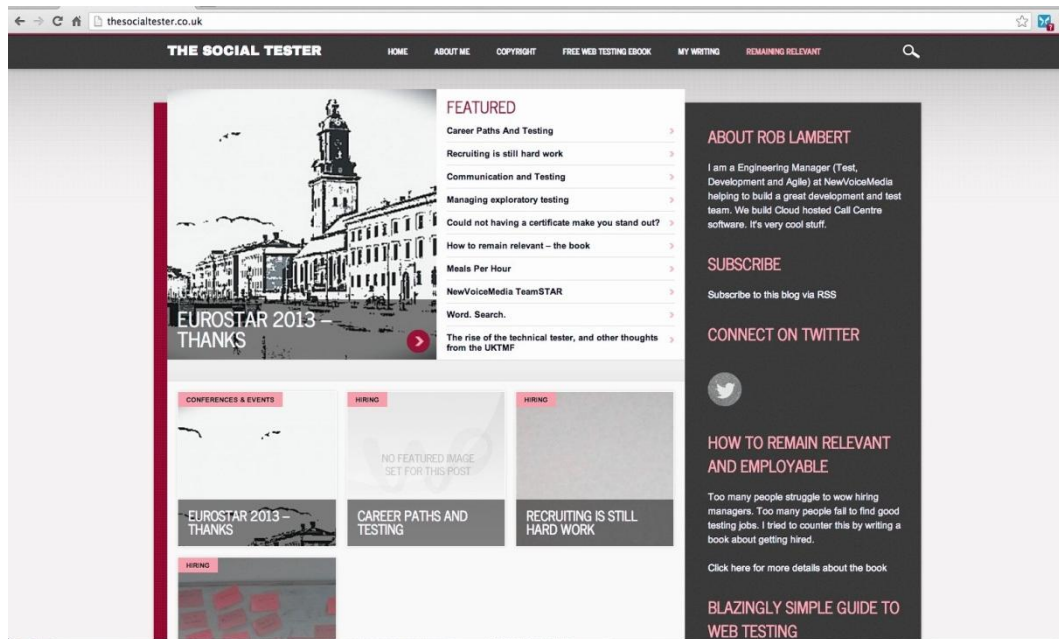 thesocialtester.co.uk
THE SOCIAL TESTER
HOME
ABOUT ME
COPYRIGHT
FREE WEB TESTING EBOOK
MY WRITING
REMAINING RELEVANT
EUROSTAR 2013 –
THANKS
FEATURED
Career Paths And Testing
Recruiting is still hard work
Communication and Testing
Managing exploratory testing
Could not having a certificate make you stand out?
How to remain relevant – the book
Meals Per Hour
NewVoiceMedia TeamSTAR
Word. Search.
The rise of the technical tester, and other thoughts
from the UKTMF
CONFERENCES & EVENTS
EUROSTAR 2013 –
THANKS
HIRING
NO FEATURED IMAGE
SET FOR THIS POST
CAREER PATHS AND
TESTING
HIRING
RECRUITING IS STILL
HARD WORK
HIRING
ABOUT ROB LAMBERT
I am a Engineering Manager (Test,
Development and Agile) at NewVoiceMedia
helping to build a great development and test
team. We build Cloud hosted Call Centre
software. It's very cool stuff.
SUBSCRIBE
Subscribe to this blog via RSS
CONNECT ON TWITTER
HOW TO REMAIN RELEVANT
AND EMPLOYABLE
Too many people struggle to wow hiring
managers. Too many people fail to find good
testing jobs. I tried to counter this by writing a
book about getting hired.
Click here for more details about the book
BLAZINGLY SIMPLE GUIDE TO
WEB TESTING